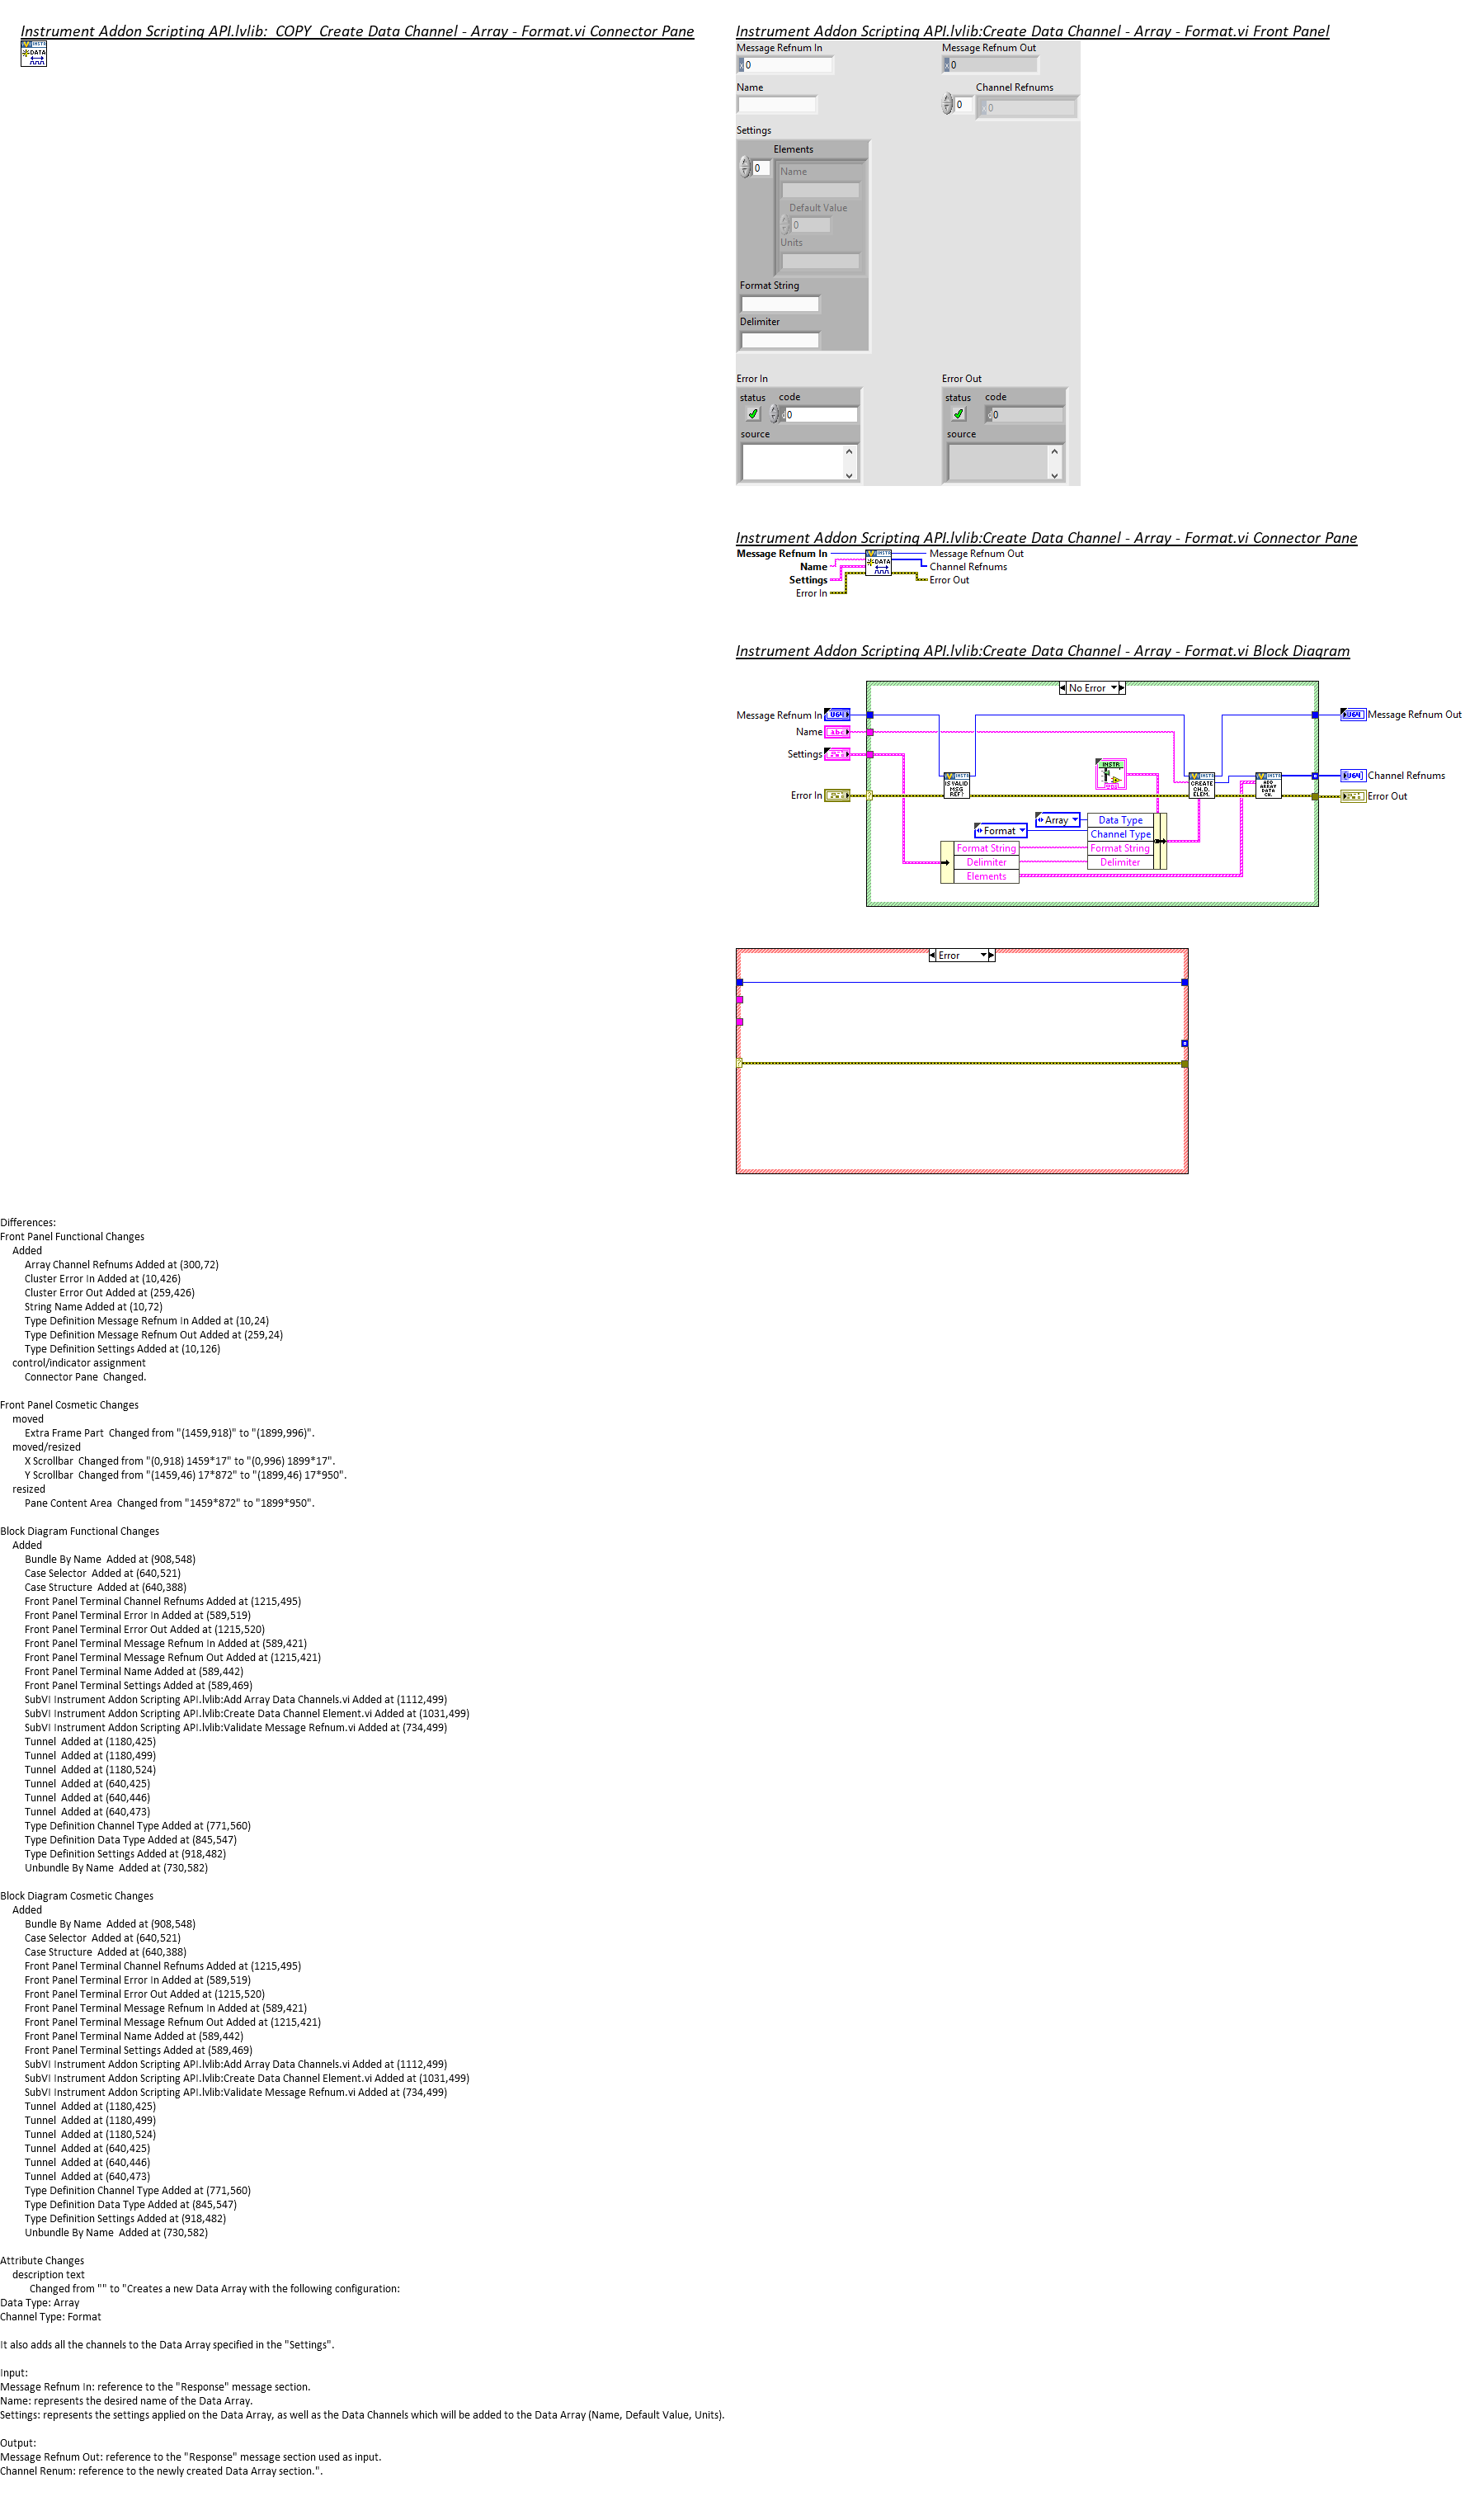 Instrument Addon Scripting API.lvlib:_COPY_Create Data Channel - Array - Format.vi Connector Pane
INSTR
DATA
Instrument Addon Scripting API.lvlib:Create Data Channel - Array - Format.vi Front Panel
Message Refnum In
Message Refnum Out
x 0
x 0
Name
Channel Refnums
0
x 0
Settings
Elements
0
Name
Default Value
0
Units
Format String
Delimiter
Error In
Error Out
status code
status code
0
0
source
source
Instrument Addon Scripting API.lvlib:Create Data Channel - Array - Format.vi Connector Pane
Message Refnum In
Message Refnum Out
Name
Channel Refnums
Settings
Error Out
Error In
INSTR
DATA
Instrument Addon Scripting API.lvlib:Create Data Channel - Array - Format.vi Block Diagram
No Error
Message Refnum In
U64
U64
Message Refnum Out
Name
abc
Settings
INSTR
Error In
INSTR
IS VALID
MSG
REF?
INSTR
CREATE
CH.D.
ELEM.
INSTR
ADD
ARRAY
DATA
CH.
U64
Channel Refnums
Error Out
Array
Data Type
Format
Channel Type
Format String
Format String
Delimiter
Delimiter
Elements
Error
Differences:
Front Panel Functional Changes
Added
Array Channel Refnums Added at (300,72)
Cluster Error In Added at (10,426)
Cluster Error Out Added at (259,426)
String Name Added at (10,72)
Type Definition Message Refnum In Added at (10,24)
Type Definition Message Refnum Out Added at (259,24)
Type Definition Settings Added at (10,126)
control/indicator assignment
Connector Pane  Changed.
Front Panel Cosmetic Changes
moved
Extra Frame Part  Changed from "(1459,918)" to "(1899,996)".
moved/resized
X Scrollbar  Changed from "(0,918) 1459*17" to "(0,996) 1899*17".
Y Scrollbar  Changed from "(1459,46) 17*872" to "(1899,46) 17*950".
resized
Pane Content Area  Changed from "1459*872" to "1899*950".
Block Diagram Functional Changes
Added
Bundle By Name  Added at (908,548)
Case Selector  Added at (640,521)
Case Structure  Added at (640,388)
Front Panel Terminal Channel Refnums Added at (1215,495)
Front Panel Terminal Error In Added at (589,519)
Front Panel Terminal Error Out Added at (1215,520)
Front Panel Terminal Message Refnum In Added at (589,421)
Front Panel Terminal Message Refnum Out Added at (1215,421)
Front Panel Terminal Name Added at (589,442)
Front Panel Terminal Settings Added at (589,469)
SubVI Instrument Addon Scripting API.lvlib:Add Array Data Channels.vi Added at (1112,499)
SubVI Instrument Addon Scripting API.lvlib:Create Data Channel Element.vi Added at (1031,499)
SubVI Instrument Addon Scripting API.lvlib:Validate Message Refnum.vi Added at (734,499)
Tunnel  Added at (1180,425)
Tunnel  Added at (1180,499)
Tunnel  Added at (1180,524)
Tunnel  Added at (640,425)
Tunnel  Added at (640,446)
Tunnel  Added at (640,473)
Type Definition Channel Type Added at (771,560)
Type Definition Data Type Added at (845,547)
Type Definition Settings Added at (918,482)
Unbundle By Name  Added at (730,582)
Block Diagram Cosmetic Changes
Added
Bundle By Name  Added at (908,548)
Case Selector  Added at (640,521)
Case Structure  Added at (640,388)
Front Panel Terminal Channel Refnums Added at (1215,495)
Front Panel Terminal Error In Added at (589,519)
Front Panel Terminal Error Out Added at (1215,520)
Front Panel Terminal Message Refnum In Added at (589,421)
Front Panel Terminal Message Refnum Out Added at (1215,421)
Front Panel Terminal Name Added at (589,442)
Front Panel Terminal Settings Added at (589,469)
SubVI Instrument Addon Scripting API.lvlib:Add Array Data Channels.vi Added at (1112,499)
SubVI Instrument Addon Scripting API.lvlib:Create Data Channel Element.vi Added at (1031,499)
SubVI Instrument Addon Scripting API.lvlib:Validate Message Refnum.vi Added at (734,499)
Tunnel  Added at (1180,425)
Tunnel  Added at (1180,499)
Tunnel  Added at (1180,524)
Tunnel  Added at (640,425)
Tunnel  Added at (640,446)
Tunnel  Added at (640,473)
Type Definition Channel Type Added at (771,560)
Type Definition Data Type Added at (845,547)
Type Definition Settings Added at (918,482)
Unbundle By Name  Added at (730,582)
Attribute Changes
description text
Changed from "" to "Creates a new Data Array with the following configuration:
Data Type: Array
Channel Type: Format
It also adds all the channels to the Data Array specified in the "Settings".
Input:
Message Refnum In: reference to the "Response" message section.
Name: represents the desired name of the Data Array.
Settings: represents the settings applied on the Data Array, as well as the Data Channels which will be added to the Data Array (Name, Default Value, Units).
Output:
Message Refnum Out: reference to the "Response" message section used as input.
Channel Renum: reference to the newly created Data Array section.".